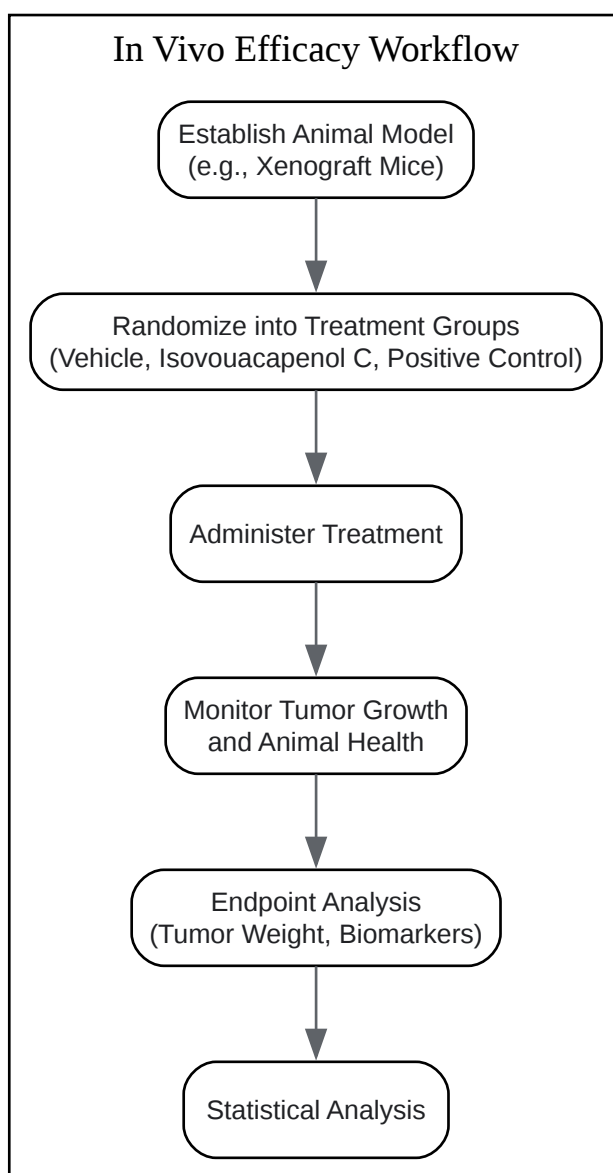 In Vivo Efficacy Workflow
Establish Animal Model
(e.g., Xenograft Mice)
Randomize into Treatment Groups
(Vehicle, Isovouacapenol C, Positive Control)
Administer Treatment
Monitor Tumor Growth
and Animal Health
Endpoint Analysis
(Tumor Weight, Biomarkers)
Statistical Analysis